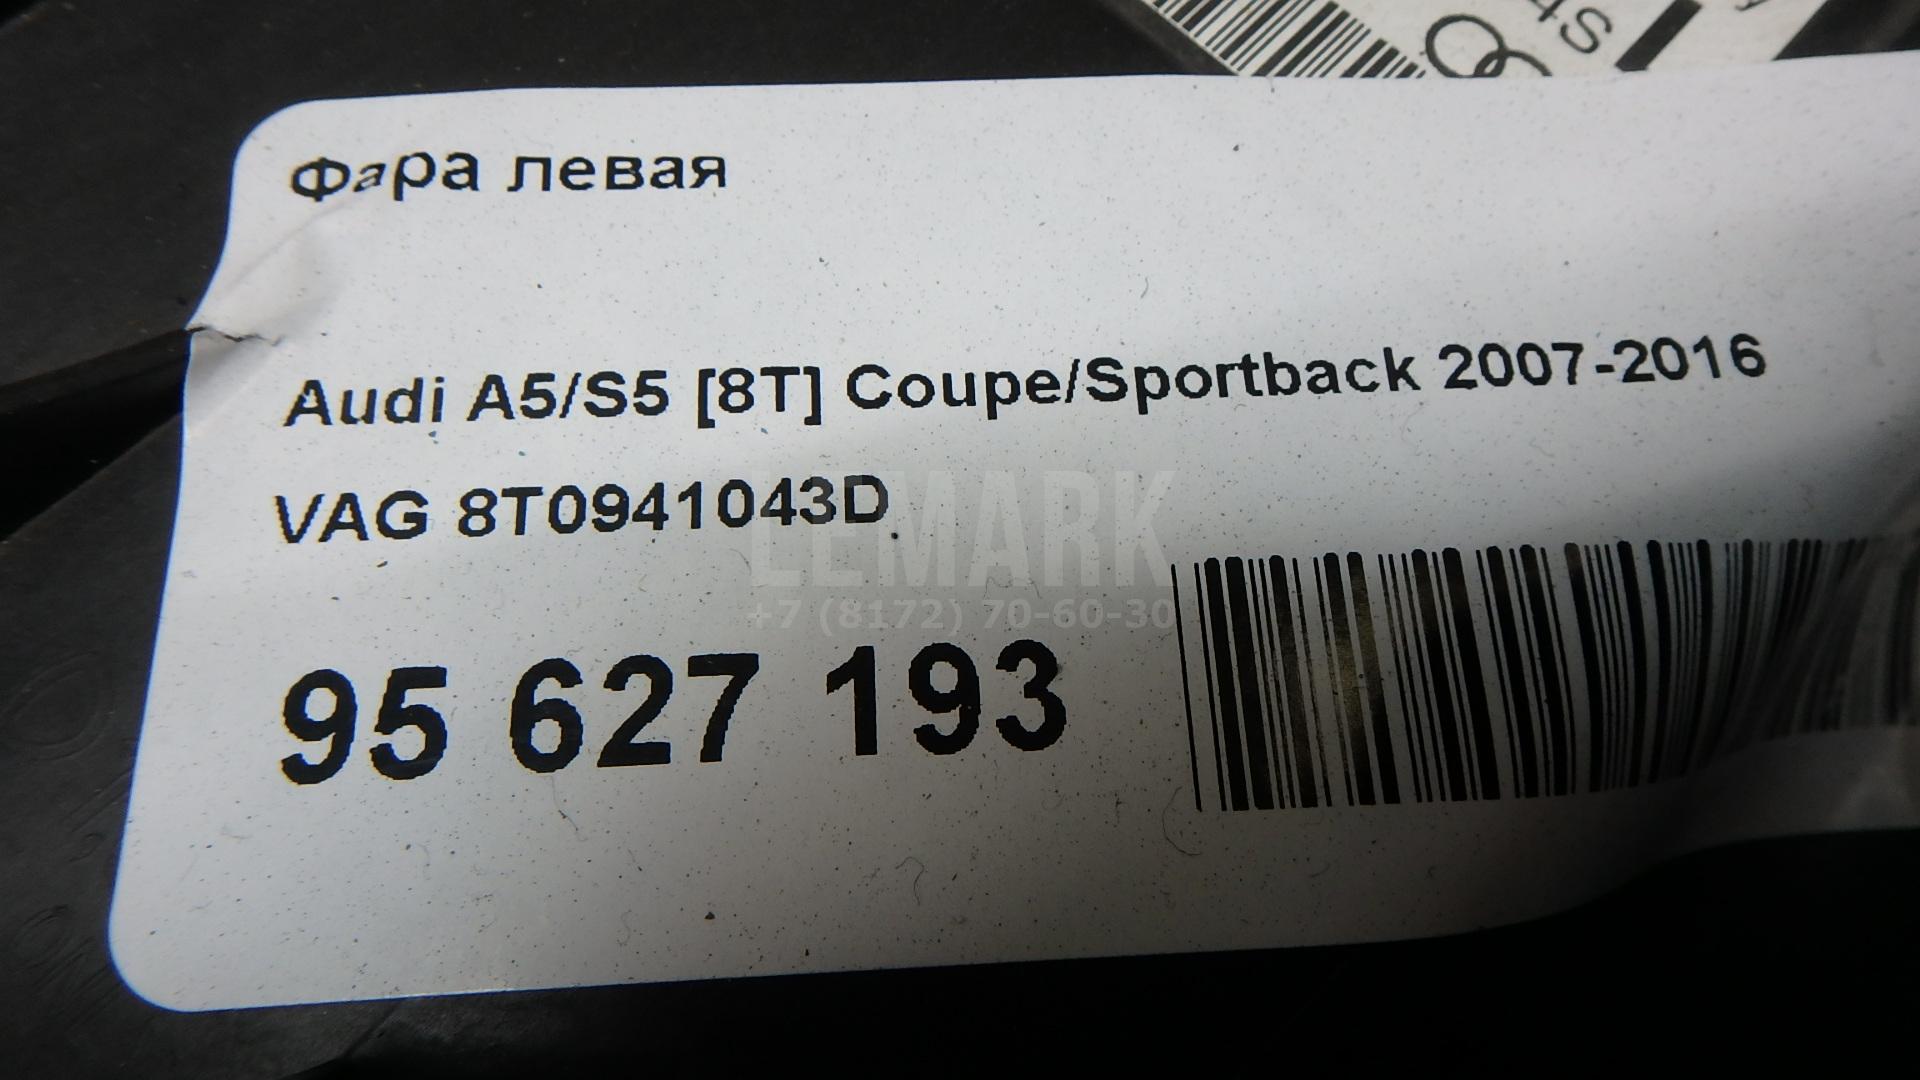 4S
Фара левая
Audi A5/S5 [8T] Coupe/Sportback 2007-2016
VAG 8T0941043D
LEMARK
+7 (8172) 70-60-30
95 627 193